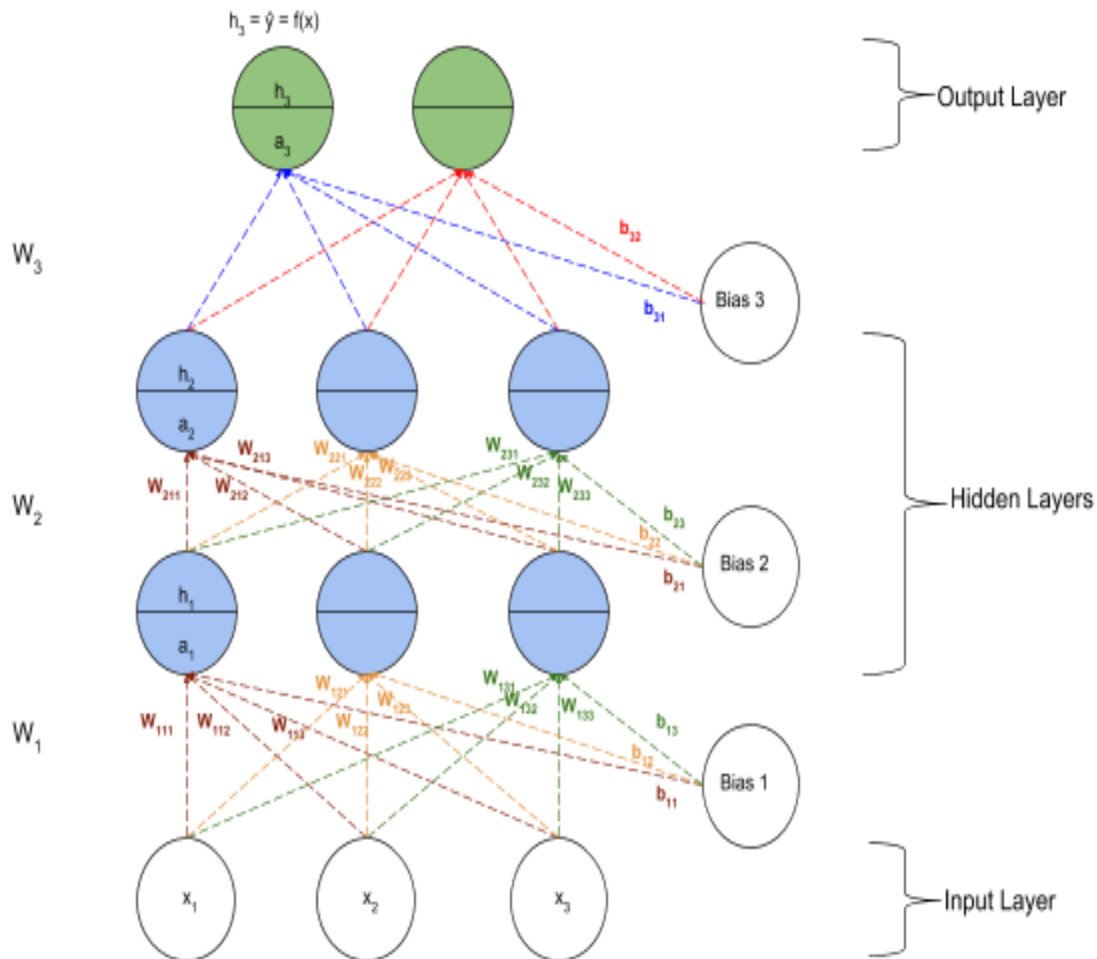 h₃ = ŷ = f(x)
h₃
a₃
Output Layer
b₃₂
W₃
Bias 3
b₃₁
h₂
a₂
W₂₁₃
W₂₂₁
W₂₃₁
W₂₂₂
W₂₂₃
W₂₁₁
W₂₁₂
W₂₃₂
W₂₃₃
Hidden Layers
W₂
b₂₃
b₂₂
Bias 2
b₂₁
h₁
a₁
W₁₂₁
W₁₃₁
W₁₂₃
W₁₃₂
W₁₃₃
W₁₁₁
W₁₁₂
W₁₁₃
W₁₂₂
W₁
b₁₃
b₁₂
Bias 1
b₁₁
x₁
x₂
x₃
Input Layer